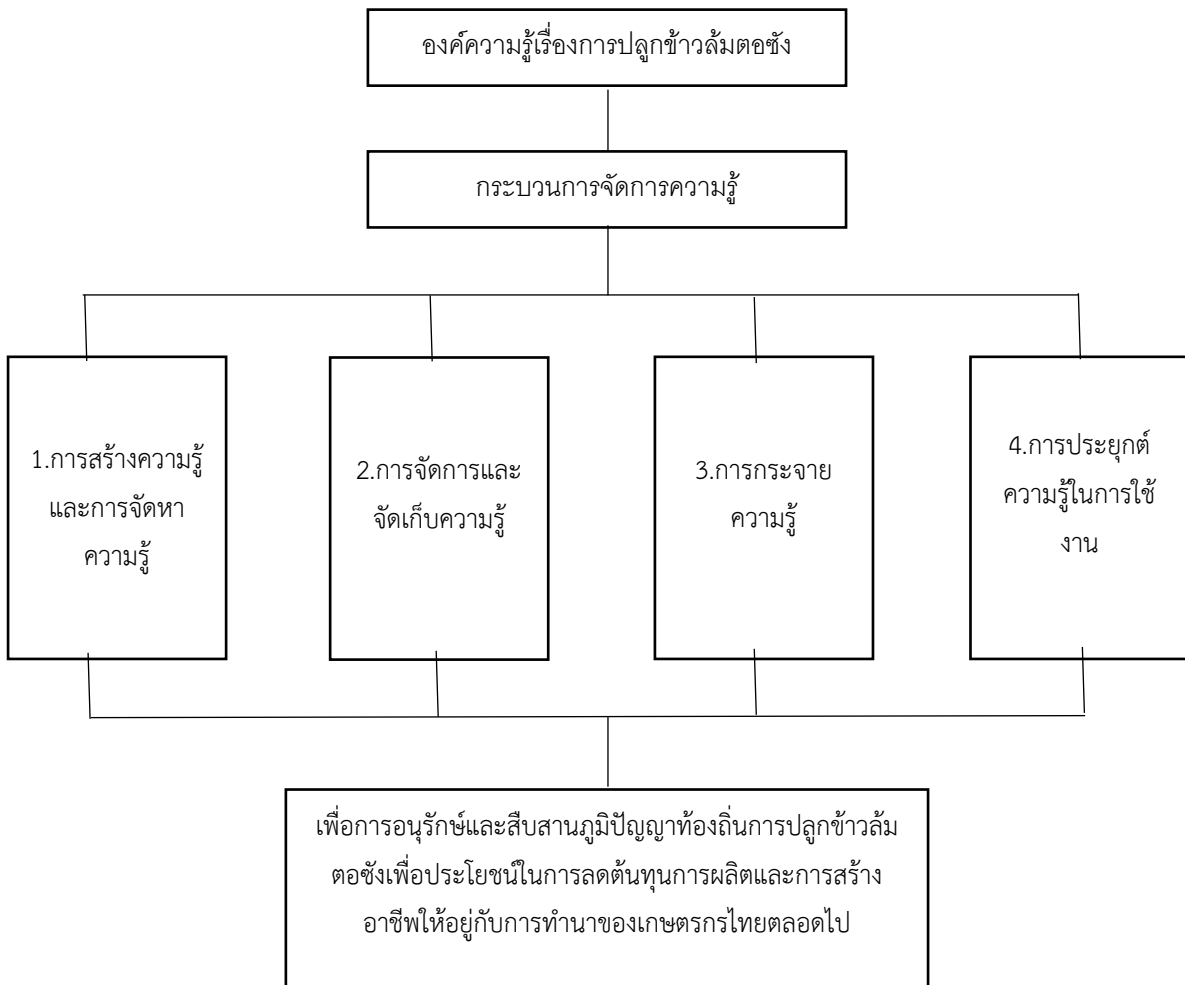 องค์ความรู้เรื่องการปลูกข้าวล้มตอซัง
กระบวนการจัดการความรู้
1.การสร้างความรู้
และการจัดหา
ความรู้
2.การจัดการและ
จัดเก็บความรู้
3.การกระจาย
ความรู้
4.การประยุกต์
ความรู้ในการใช้
งาน
เพื่อการอนุรักษ์และสืบสานภูมิปัญญาท้องถิ่นการปลูกข้าวล้ม
ตอซังเพื่อประโยชน์ในการลดต้นทุนการผลิตและการสร้าง
อาชีพให้อยู่กับการทำนาของเกษตรกรไทยตลอดไป